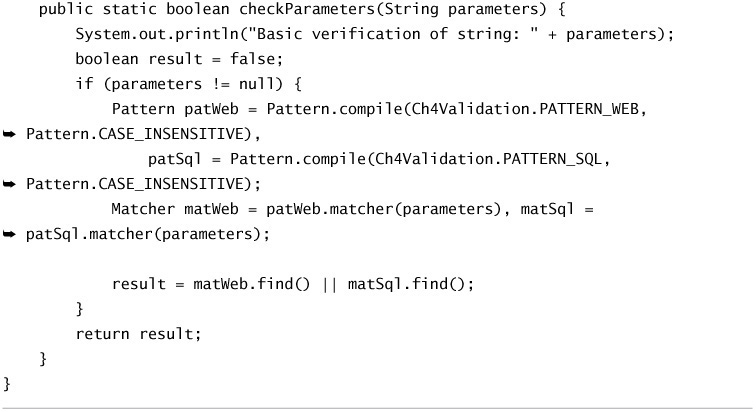 public static boolean checkParameters(String parameters) {
System.out.println("Basic verification of string: " + parameters);
boolean result = false;
if (parameters != null) {
Pattern patWeb = Pattern.compile(Ch4Validation.PATTERN_WEB,
➥ Pattern.CASE_INSENSITIVE),
patSql = Pattern.compile(Ch4Validation.PATTERN_SQL,
➥ Pattern.CASE_INSENSITIVE);
Matcher matWeb = patWeb.matcher(parameters), matSql =
➥ patSql.matcher(parameters);
result = matWeb.find() || matSql.find();
}
return result;
}
}